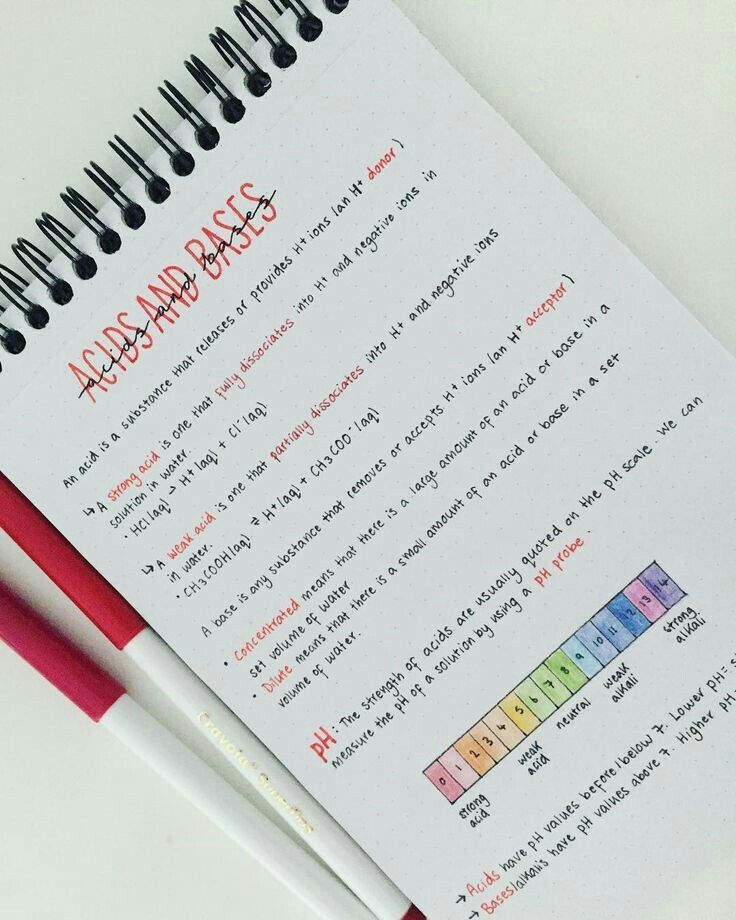 ACIDS AND BASES
acids and bases
An acid is a substance that releases or provides H+ ions (an H+ donor)
↳ A strong acid is one that fully dissociates into H+ and negative ions in
solution in water.
• HCl(aq) → H+(aq) + Cl-(aq)
↳ A weak acid is one that partially dissociates into H+ and negative ions
in water.
• CH3COOH(aq) ⇌ H+(aq) + CH3COO-(aq)
A base is any substance that removes or accepts H+ ions (an H+ acceptor)
• Concentrated means that there is a large amount of an acid or base in a
set volume of water
• Dilute means that there is a small amount of an acid or base in a set
volume of water.
pH: The strength of acids are usually quoted on the pH scale. We can
measure the pH of a solution by using a pH probe.
0 1 2 3 4 5 6 7 8 9 10 11 12 13 14
strong acid
weak acid
neutral
weak alkali
strong alkali
→ Acids have pH values before/below 7. Lower pH =
→ Bases/alkalis have pH values above 7. Higher pH =
Crayola SuperTips